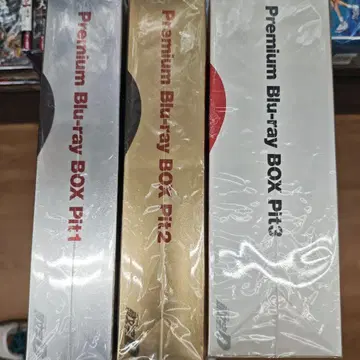 Premium Blu-ray BOX Pit1
Premium Blu-ray BOX Pit2
Premium Blu-ray BOX Pit3